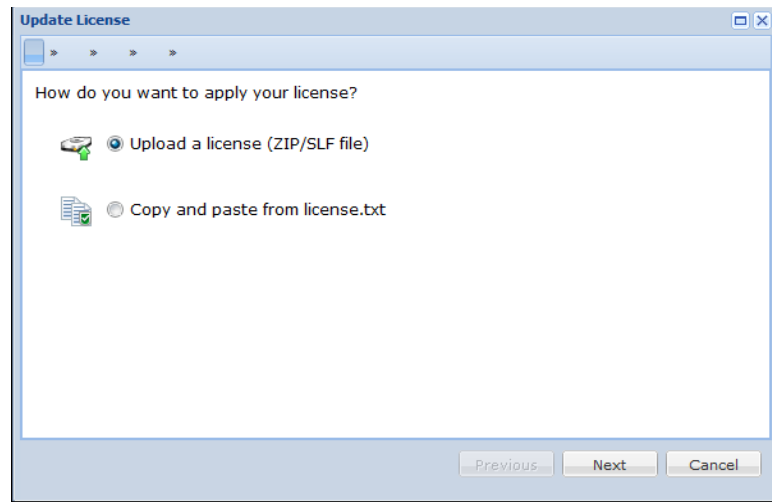 Update License
» » » »
How do you want to apply your license?
Upload a license (ZIP/SLF file)
Copy and paste from license.txt
Previous Next Cancel